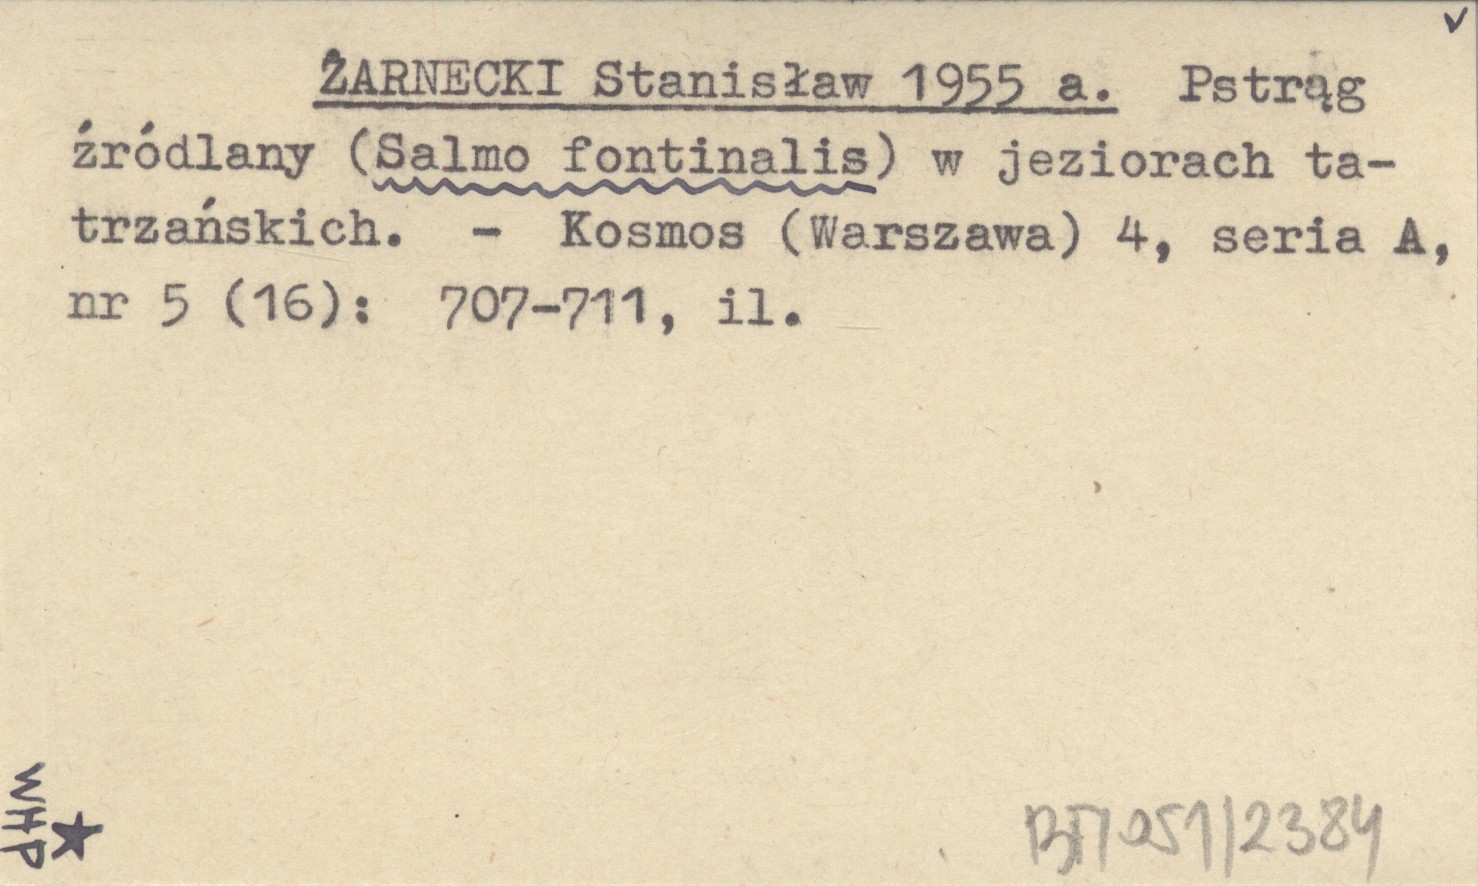 ŻARNECKI Stanisław 1955 a. Pstrąg
źródlany (Salmo fontinalis) w jeziorach ta-
trzańskich. - Kosmos (Warszawa) 4, seria A,
nr 5 (16): 707-711, il.
WHP
051/2384